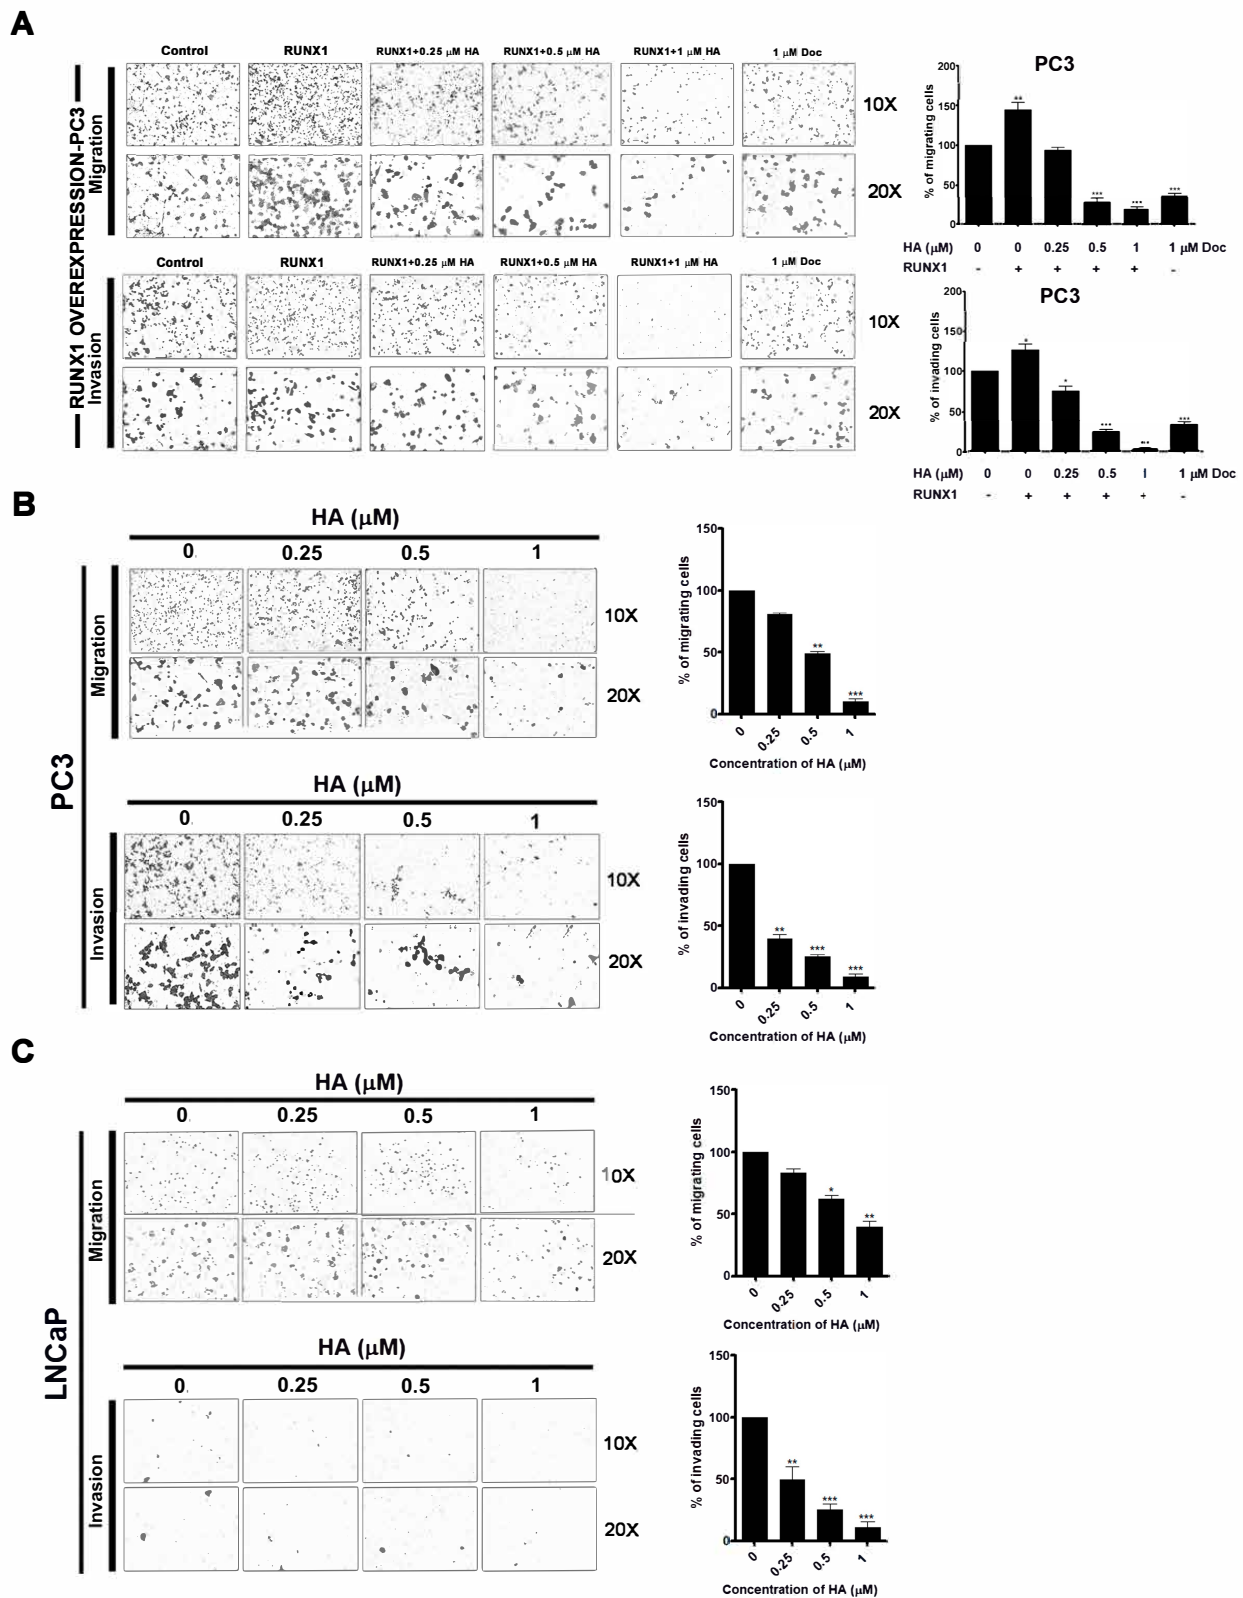 A
Control RUNX1 RUNX1+0.25 μM HA RUNX1+0.5 μM HA RUNX1+1 μM HA 1 μM Doc
RUNX1 OVEREXPRESSION-PC3
Migration
10X
20X
Control RUNX1 RUNX1+0.25 μM HA RUNX1+0.5 μM HA RUNX1+1 μM HA 1 μM Doc
Invasion
10X
20X
PC3
% of migrating cells
200
150
100
50
0
** *** *** ***
HA (μM) 0 0 0.25 0.5 1 1 μM Doc
RUNX1 - + + + + -
PC3
% of invading cells
200
150
100
50
0
* * *** *** ***
HA (μM) 0 0 0.25 0.5 1 1 μM Doc
RUNX1 - + + + + -
B
PC3
HA (μM)
0 0.25 0.5 1
Migration
10X
20X
% of migrating cells
150
100
50
0
** ***
0 0.25 0.5 1
Concentration of HA (μM)
HA (μM)
0 0.25 0.5 1
Invasion
10X
20X
% of invading cells
150
100
50
0
** *** ***
0 0.25 0.5 1
Concentration of HA (μM)
C
LNCaP
HA (μM)
0 0.25 0.5 1
Migration
10X
20X
% of migrating cells
150
100
50
0
* **
0 0.25 0.5 1
Concentration of HA (μM)
HA (μM)
0 0.25 0.5 1
Invasion
10X
20X
% of invading cells
150
100
50
0
** *** ***
0 0.25 0.5 1
Concentration of HA (μM)